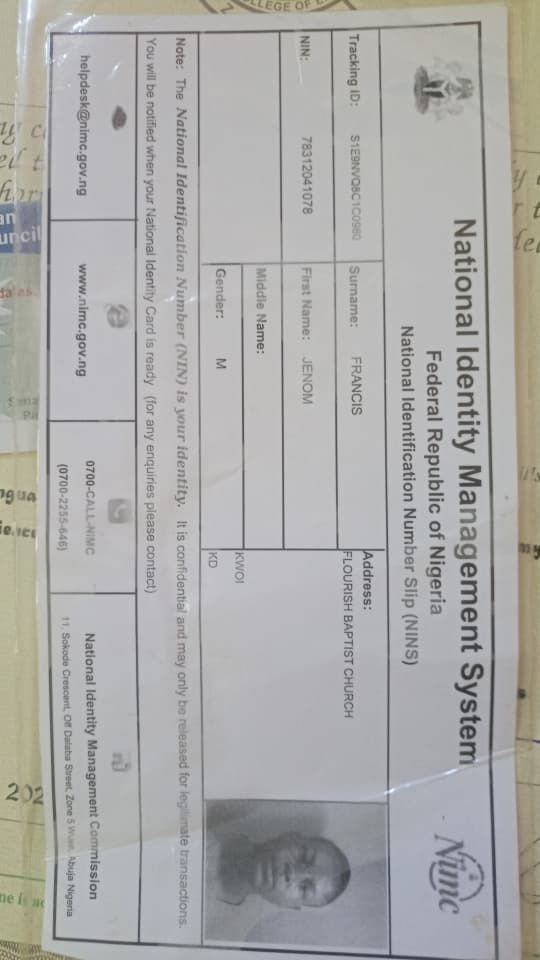 National Identity Management System
Federal Republic of Nigeria
National Identification Number Slip (NINS)
Nimc
Tracking ID: S1E9NVQ8C1C0960
Surname: FRANCIS
Address:
FLOURISH BAPTIST CHURCH
NIN: 78312041078
First Name: JENOM
Middle Name:
KWOI
Gender: M
KD
Note: The National Identification Number (NIN) is your identity. It is confidential and may only be released for legitimate transactions.
You will be notified when your National Identity Card is ready (for any enquiries please contact)
helpdesk@nimc.gov.ng
www.nimc.gov.ng
0700-CALL-NIMC
(0700-2255-646)
National Identity Management Commission
11, Sokode Crescent, Off Dalaba Street, Zone 5 Wuse, Abuja Nigeria